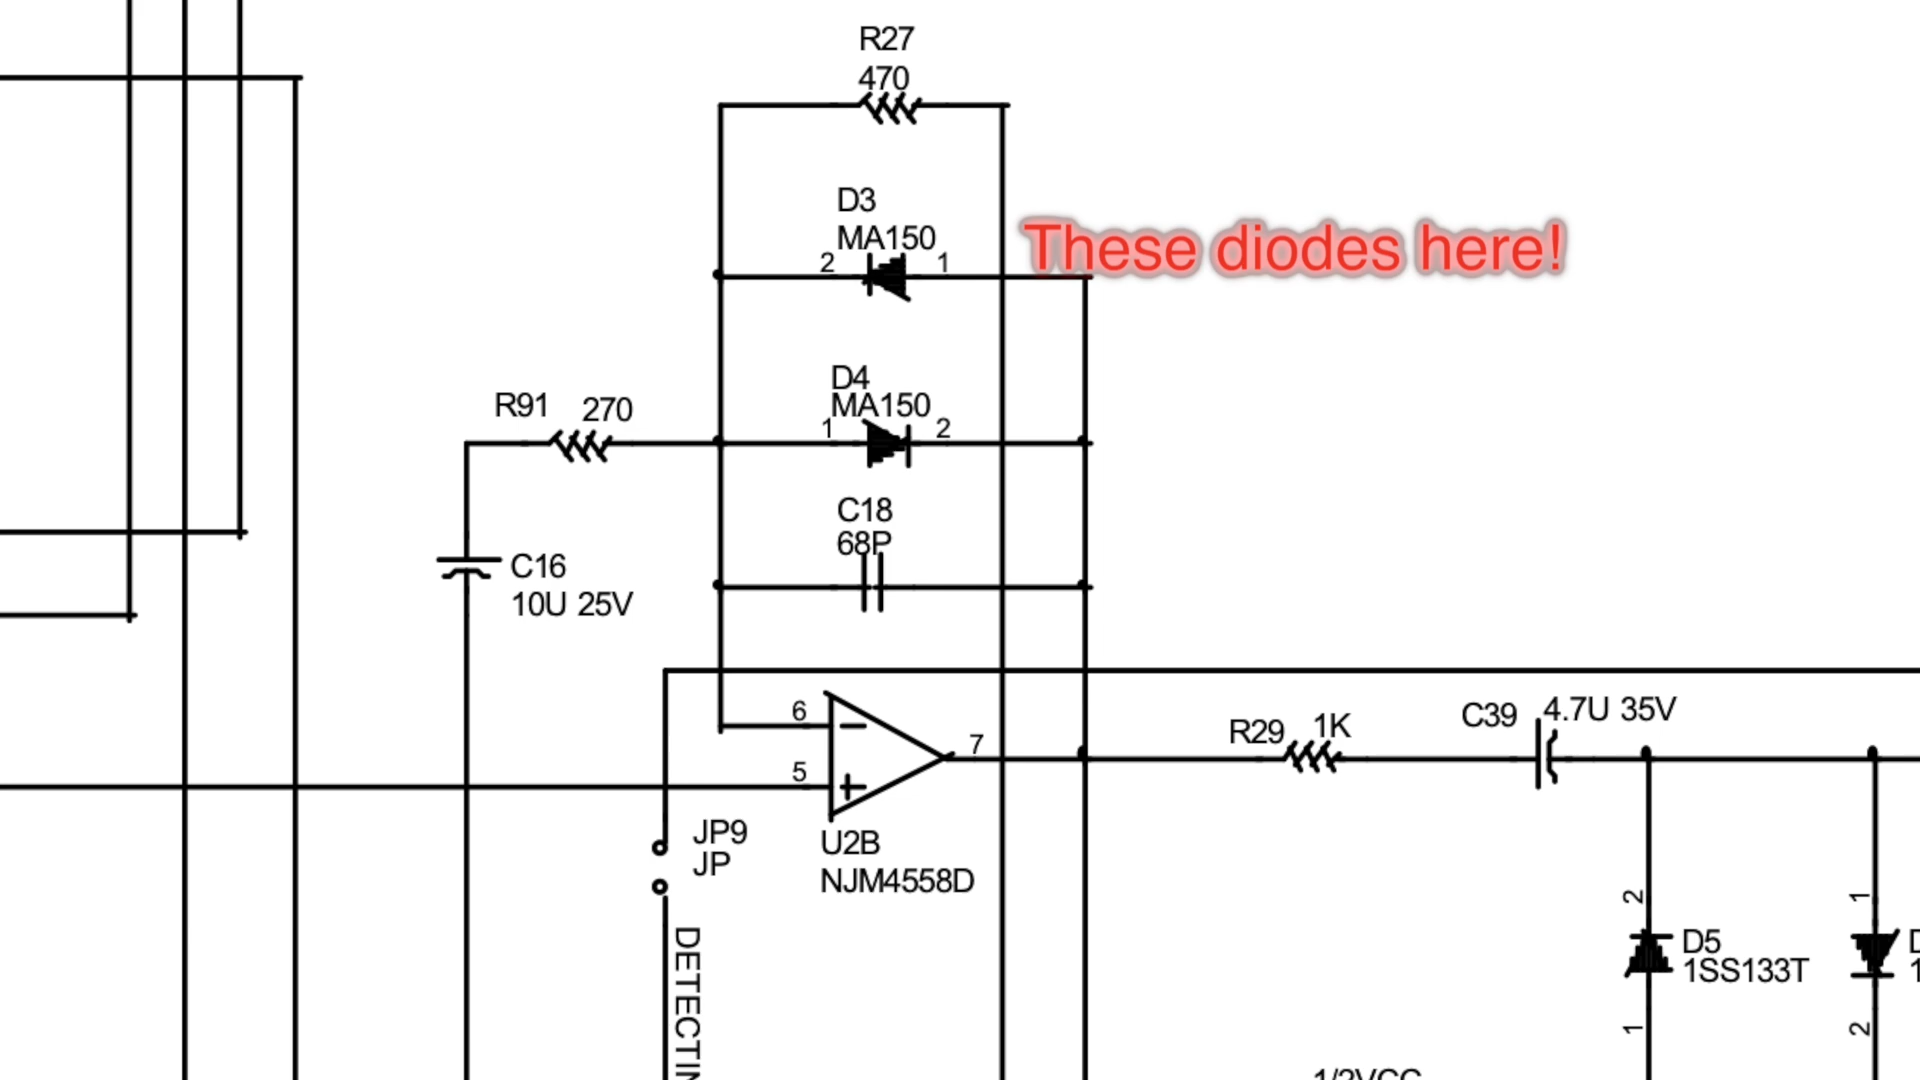 R27
470
D3
MA150
2
1
These diodes here!
D4
MA150
1
2
R91 270
C18
68P
C16
10U 25V
6
5
7
R29 1K
C39 4.7U 35V
JP9
JP
U2B
NJM4558D
2
1
D5
1SS133T
1
2